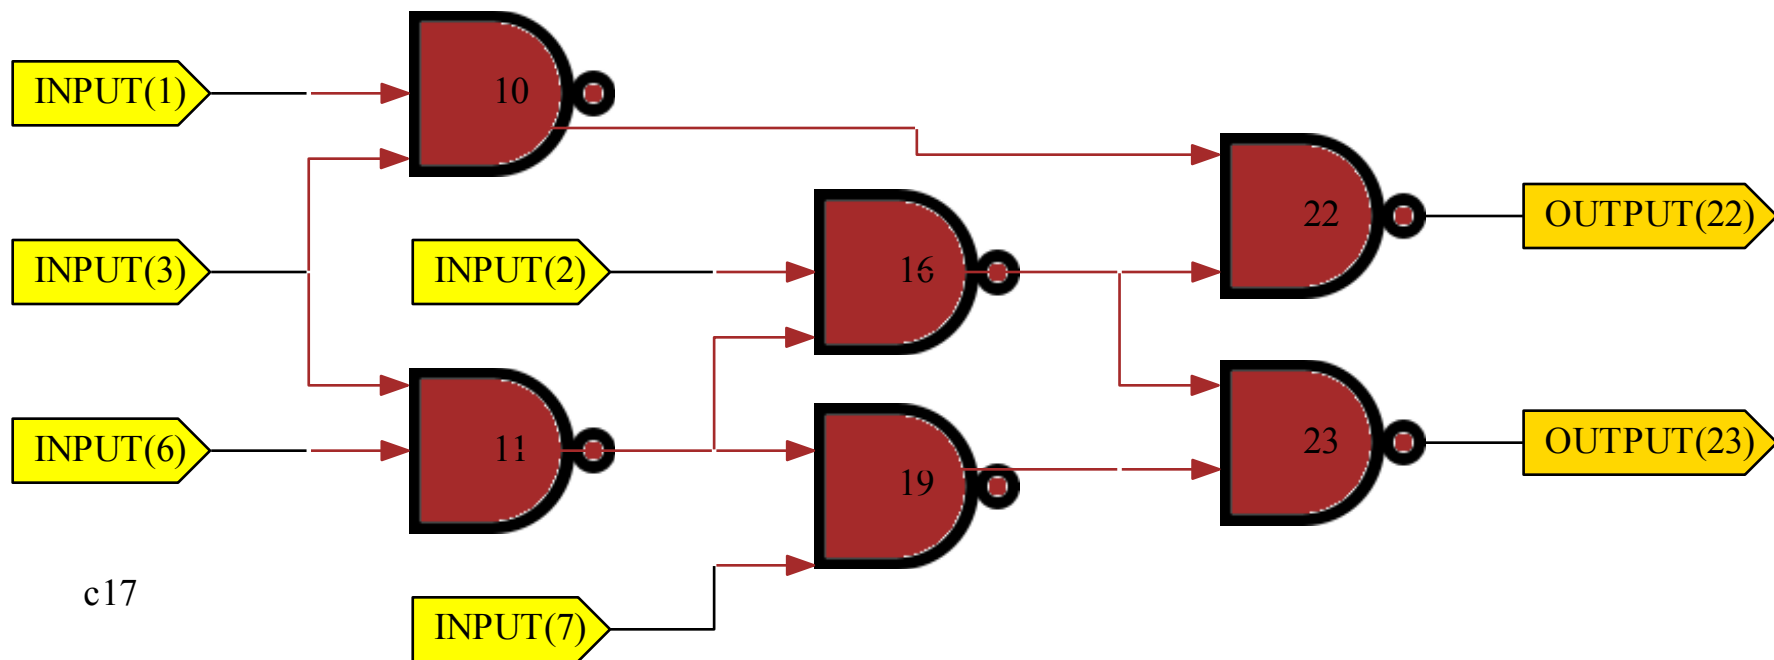 INPUT(1)
10
INPUT(3)
INPUT(2)
16
22
OUTPUT(22)
INPUT(6)
11
19
23
OUTPUT(23)
c17
INPUT(7)